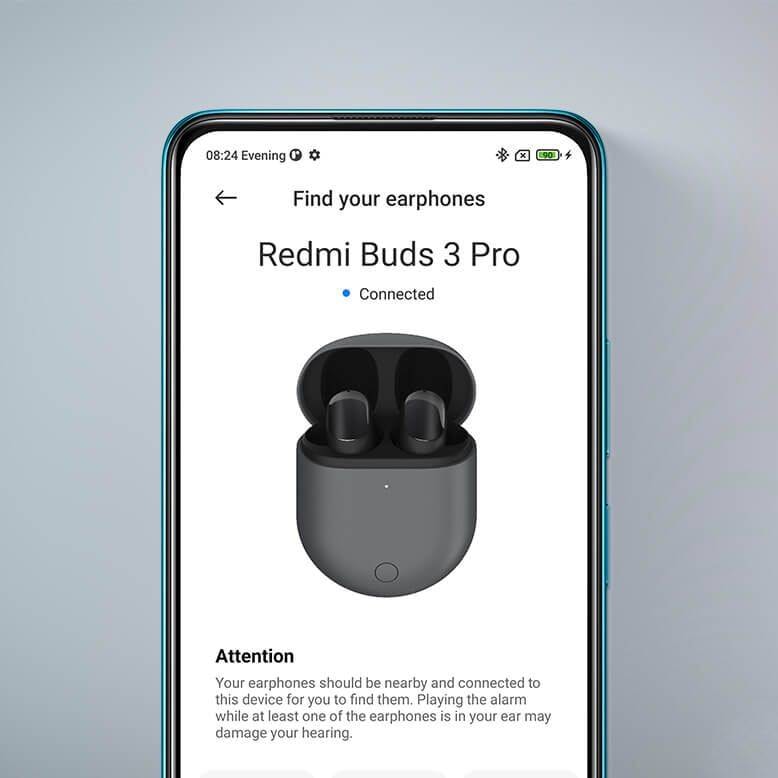 08:24 Evening
90
Find your earphones
Redmi Buds 3 Pro
Connected
Attention
Your earphones should be nearby and connected to
this device for you to find them. Playing the alarm
while at least one of the earphones is in your ear may
damage your hearing.